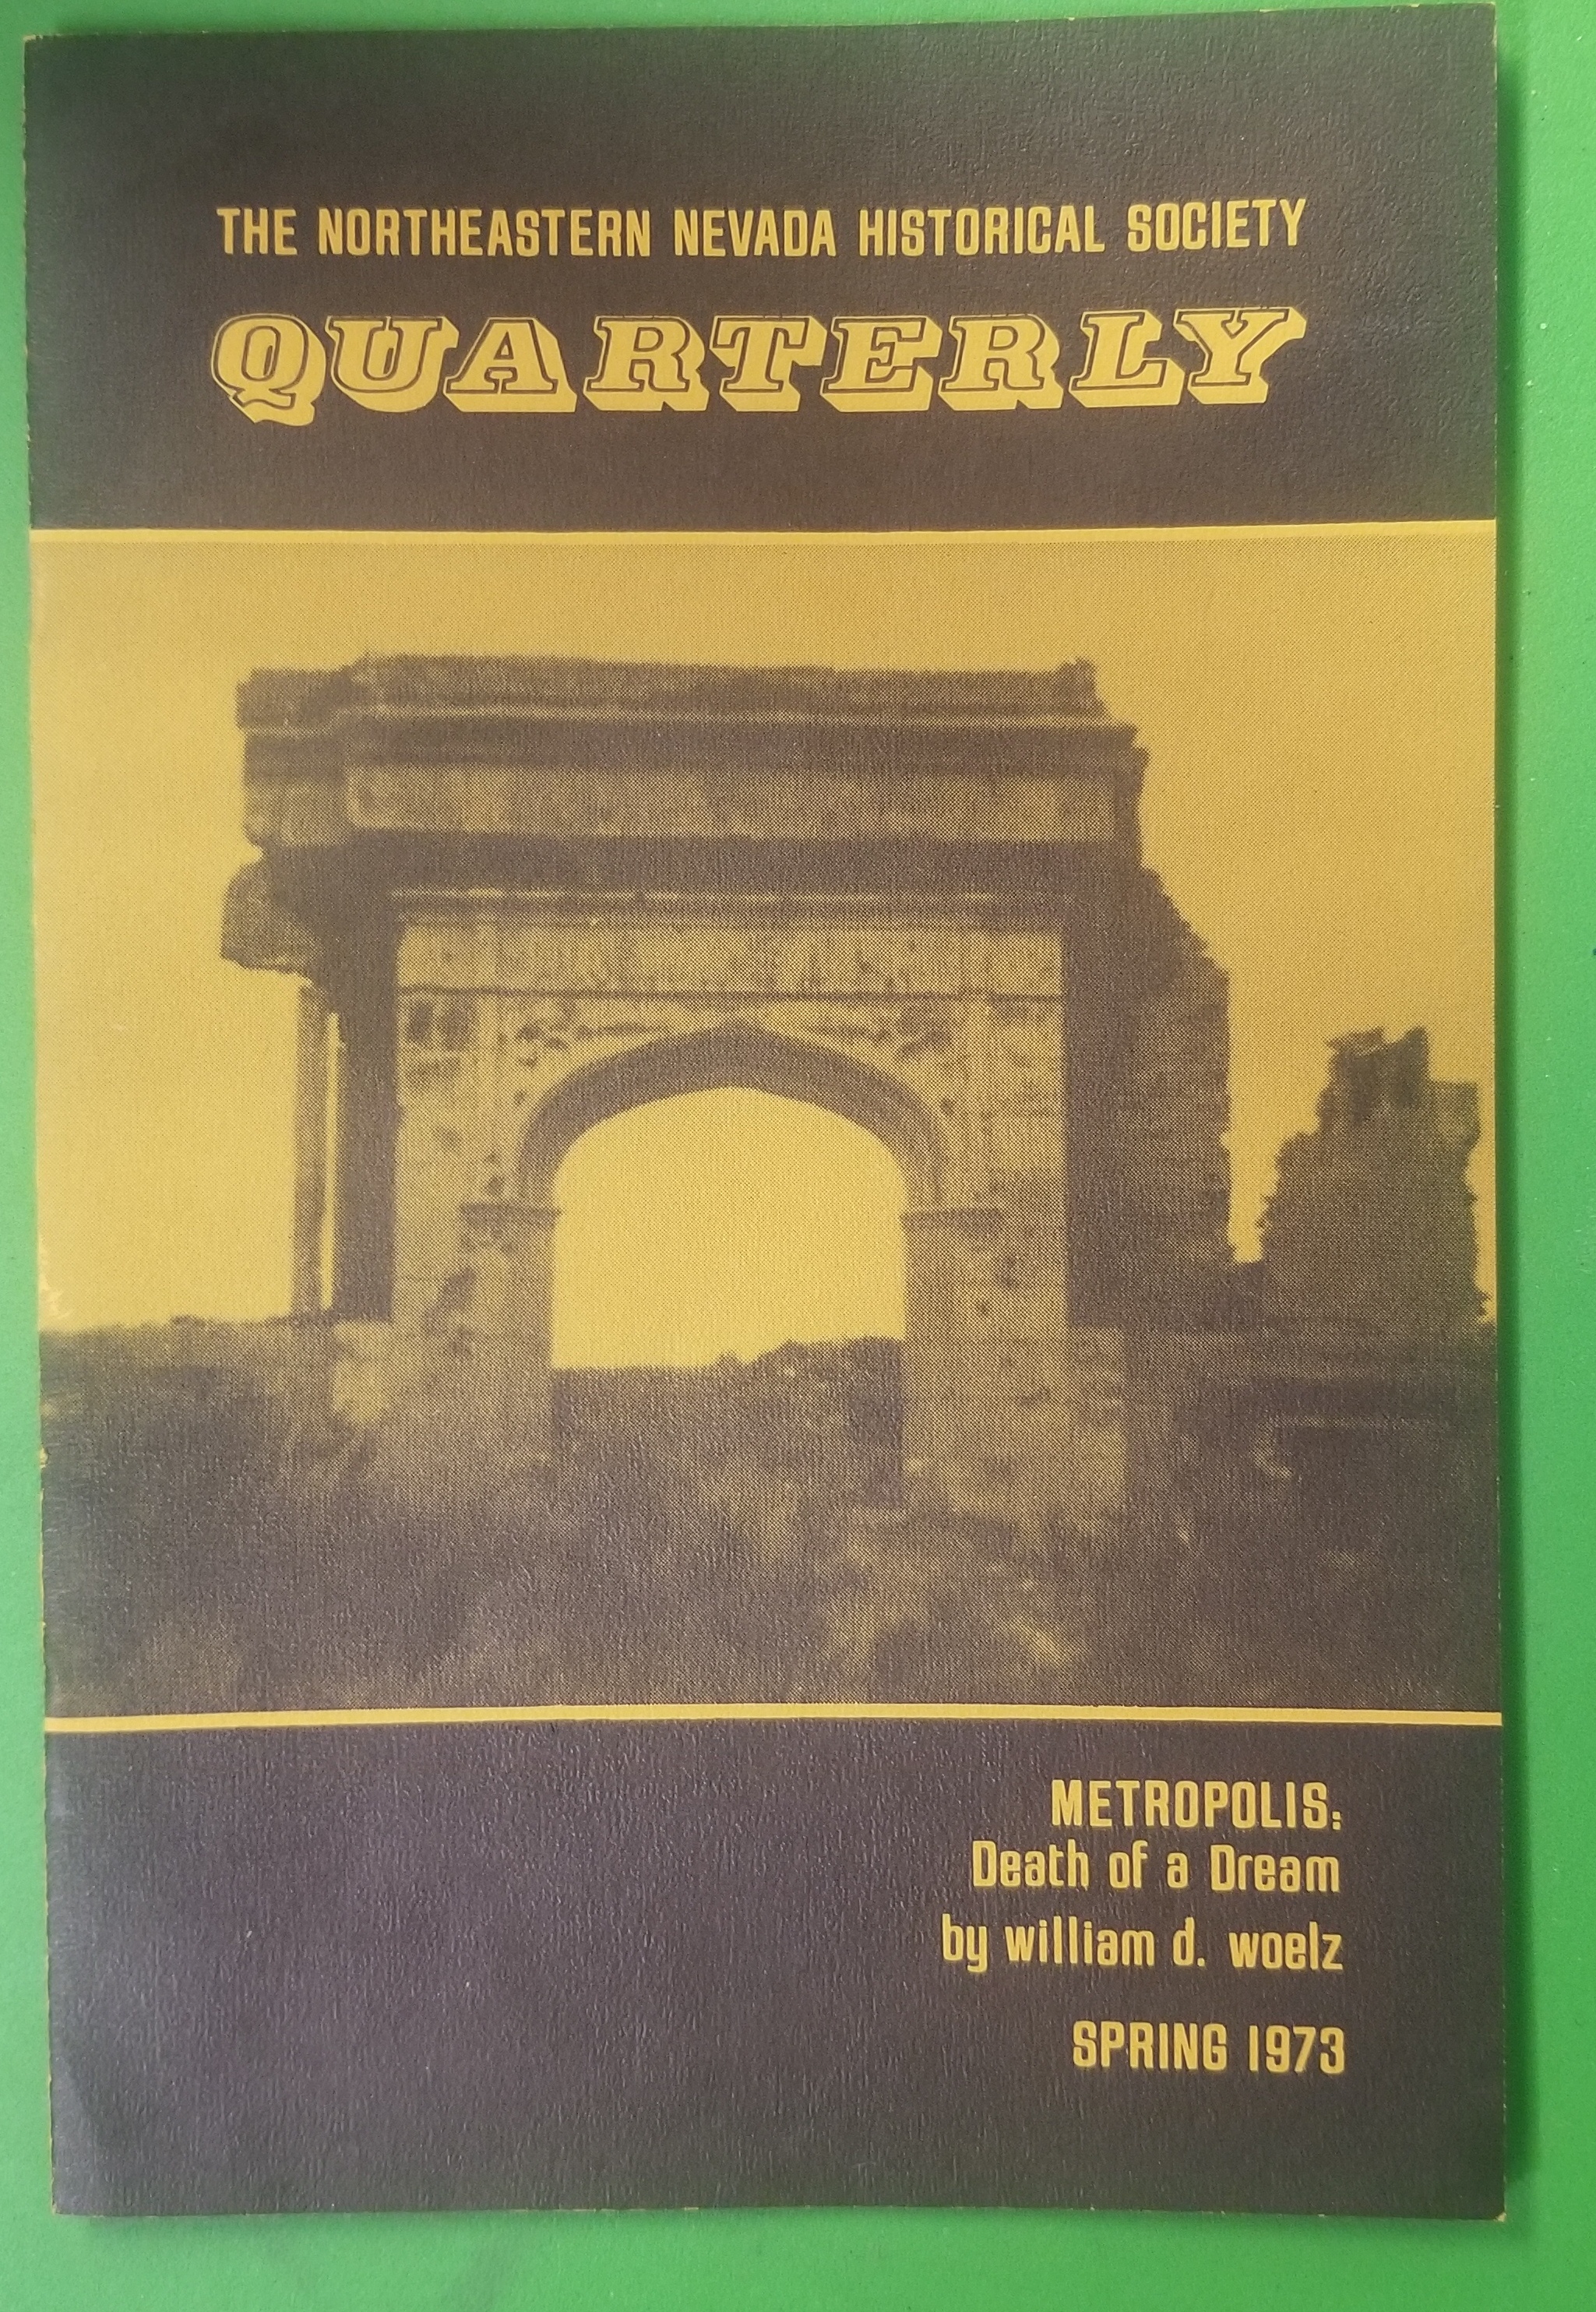 THE NORTHEASTERN NEVADA HISTORICAL SOCIETY
QUARTERLY
METROPOLIS:
Death of a Dream
by william d. woelz
SPRING 1973